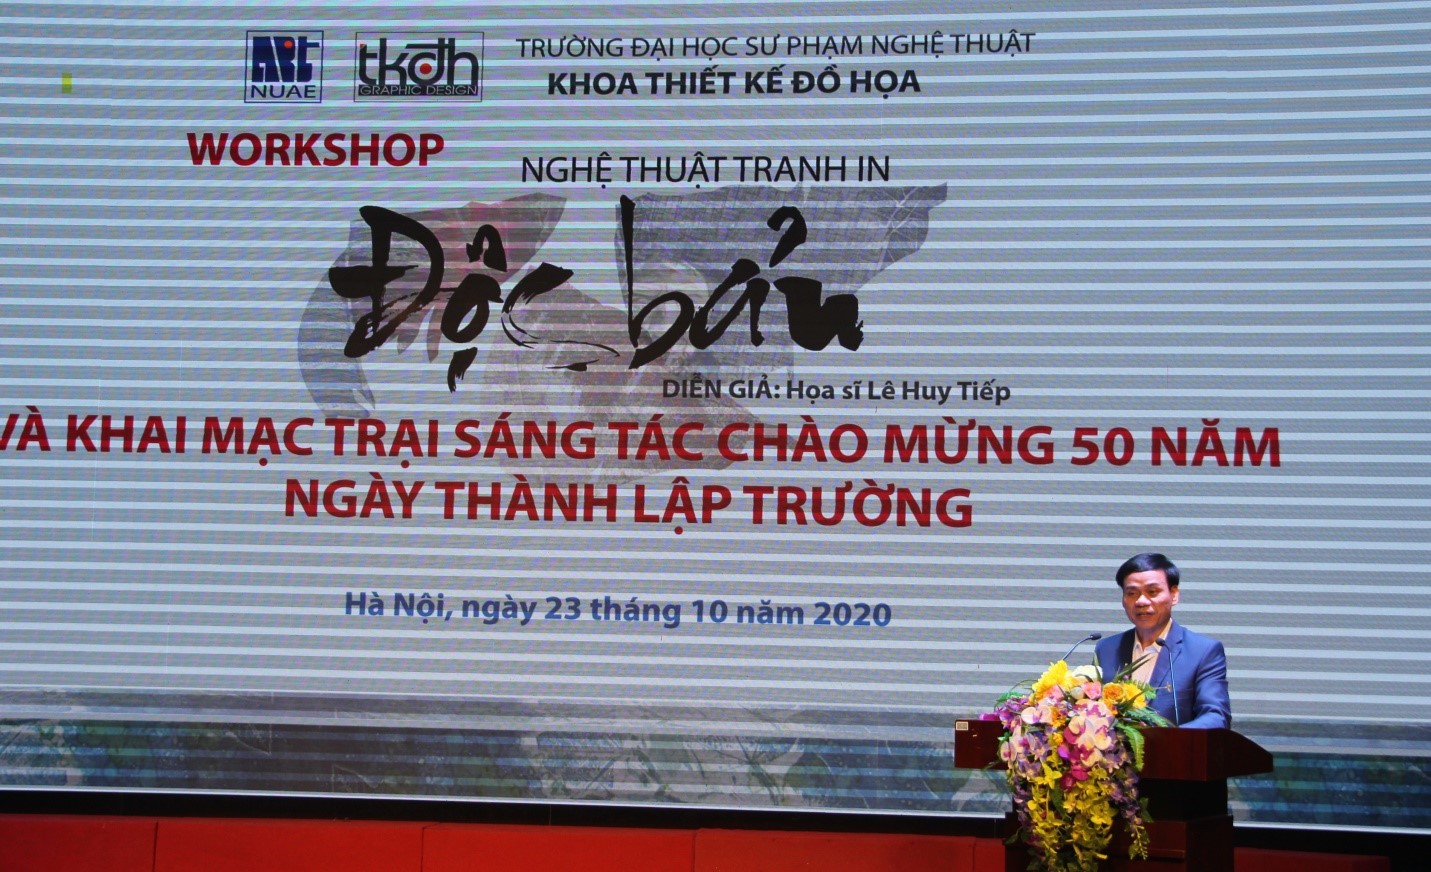 ART
NUAE
tkđh
GRAPHIC DESIGN
TRƯỜNG ĐẠI HỌC SƯ PHẠM NGHỆ THUẬT
KHOA THIẾT KẾ ĐỒ HỌA
WORKSHOP
NGHỆ THUẬT TRANH IN
Độc bản
DIỄN GIẢ: Họa sĩ Lê Huy Tiếp
VÀ KHAI MẠC TRẠI SÁNG TÁC CHÀO MỪNG 50 NĂM
NGÀY THÀNH LẬP TRƯỜNG
Hà Nội, ngày 23 tháng 10 năm 2020